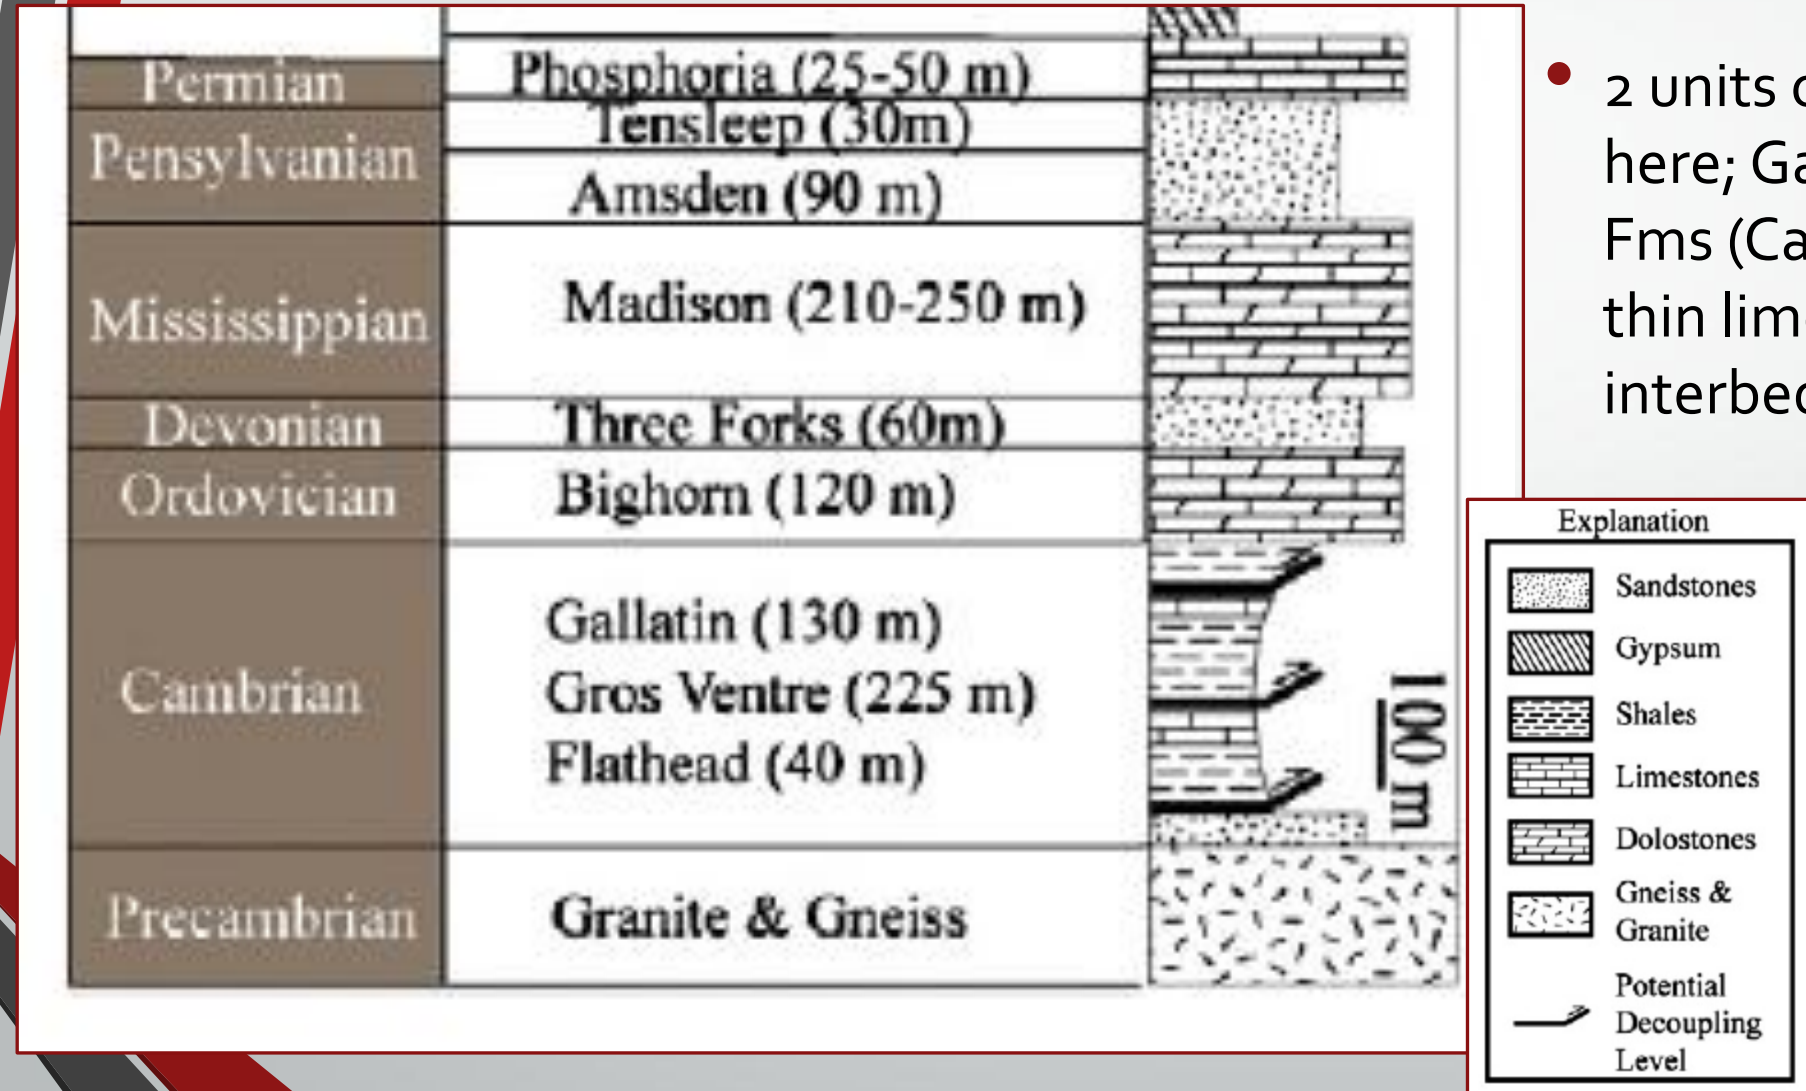 Permian
Phosphoria (25-50 m)
Pensylvanian
Tensleep (30m)
Amsden (90 m)
Mississippian
Madison (210-250 m)
Devonian
Three Forks (60m)
Ordovician
Bighorn (120 m)
Cambrian
Gallatin (130 m)
Gros Ventre (225 m)
Flathead (40 m)
Precambrian
Granite & Gneiss
100 m
• 2 units
here;
Fms
thin
Explanation
Sandstones
Gypsum
Shales
Limestones
Dolostones
Gneiss &
Granite
Potential
Decoupling
Level